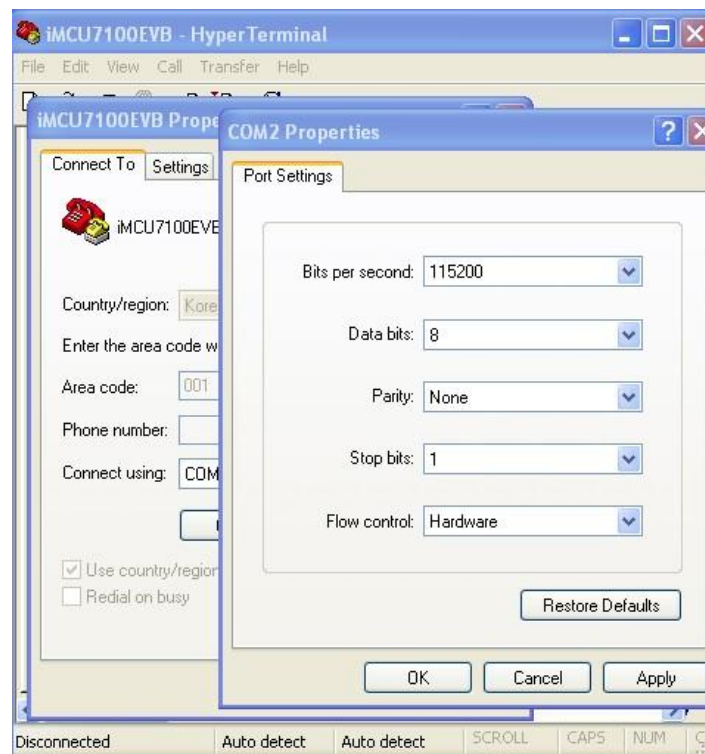 iMCU7100EVB - HyperTerminal
File Edit View Call Transfer Help
iMCU7100EVB Prope
COM2 Properties
Connect To Settings
Port Settings
iMCU7100EVB
Bits per second: 115200
Country/region: Kore
Data bits: 8
Enter the area code w
Area code: 001
Parity: None
Phone number:
Stop bits: 1
Connect using: COM
Flow control: Hardware
Use country/region
Redial on busy
Restore Defaults
OK Cancel Apply
Disconnected Auto detect Auto detect SCROLL CAPS NUM